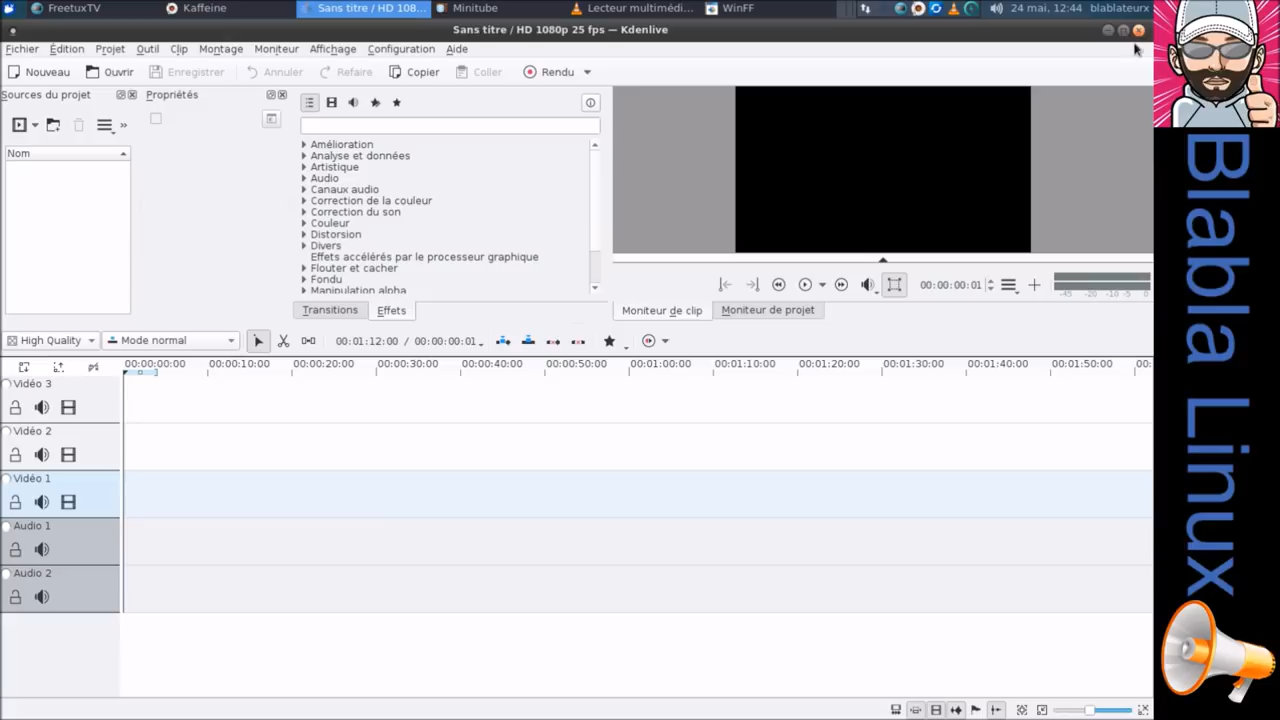 FreetuxTV Kaffeine Sans titre / HD 108... Minitube Lecteur multimédi... WinFF 24 mai, 12:44 blablateurx
Sans titre / HD 1080p 25 fps — Kdenlive
Fichier Édition Projet Outil Clip Montage Moniteur Affichage Configuration Aide
Nouveau Ouvrir Enregistrer Annuler Refaire Copier Coller Rendu
Sources du projet Propriétés
Nom
Amélioration
Analyse et données
Artistique
Audio
Canaux audio
Correction de la couleur
Correction du son
Couleur
Distorsion
Divers
Effets accélérés par le processeur graphique
Flouter et cacher
Fondu
Manipulation alpha
00:00:00:01
-45 -20 -10 -5 0
Transitions Effets Moniteur de clip Moniteur de projet
High Quality Mode normal 00:01:12:00 / 00:00:00:01
00:00:00:00 00:00:10:00 00:00:20:00 00:00:30:00 00:00:40:00 00:00:50:00 00:01:00:00 00:01:10:00 00:01:20:00 00:01:30:00 00:01:40:00 00:01:50:00 00:
Vidéo 3
Vidéo 2
Vidéo 1
Audio 1
Audio 2
Blabla Linux